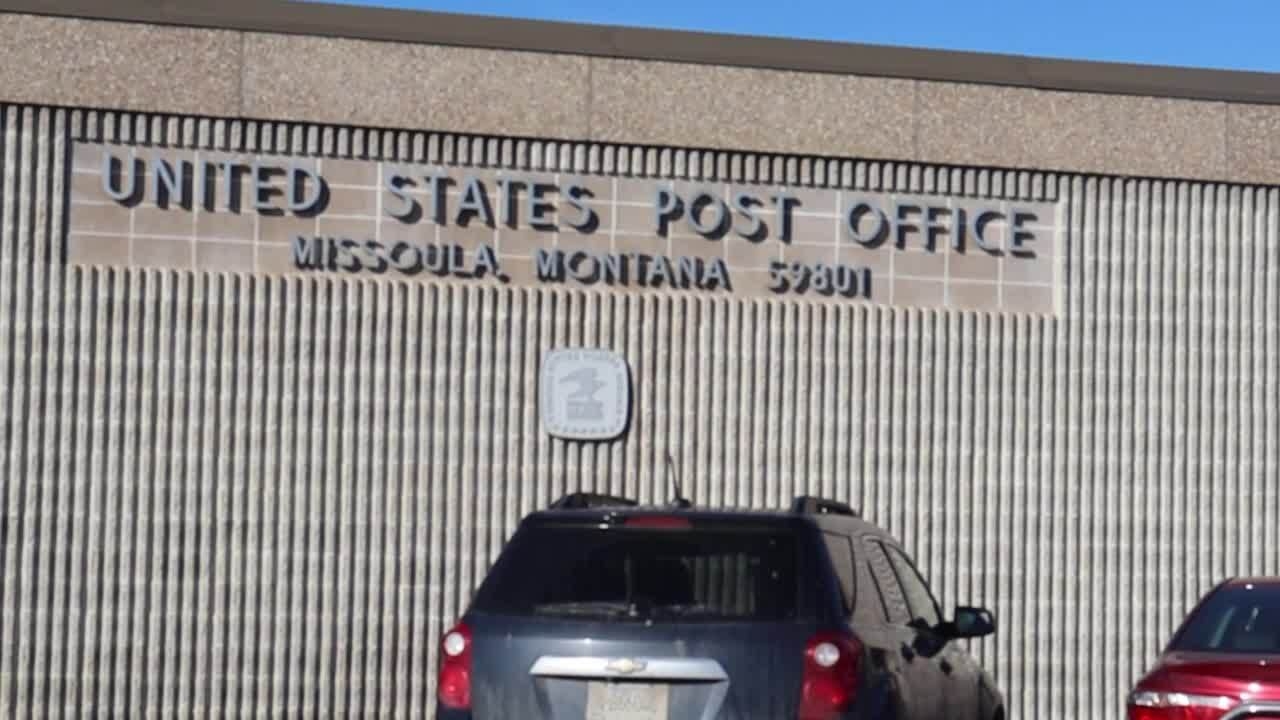 UNITED STATES POST OFFICE
MISSOULA, MONTANA 59801